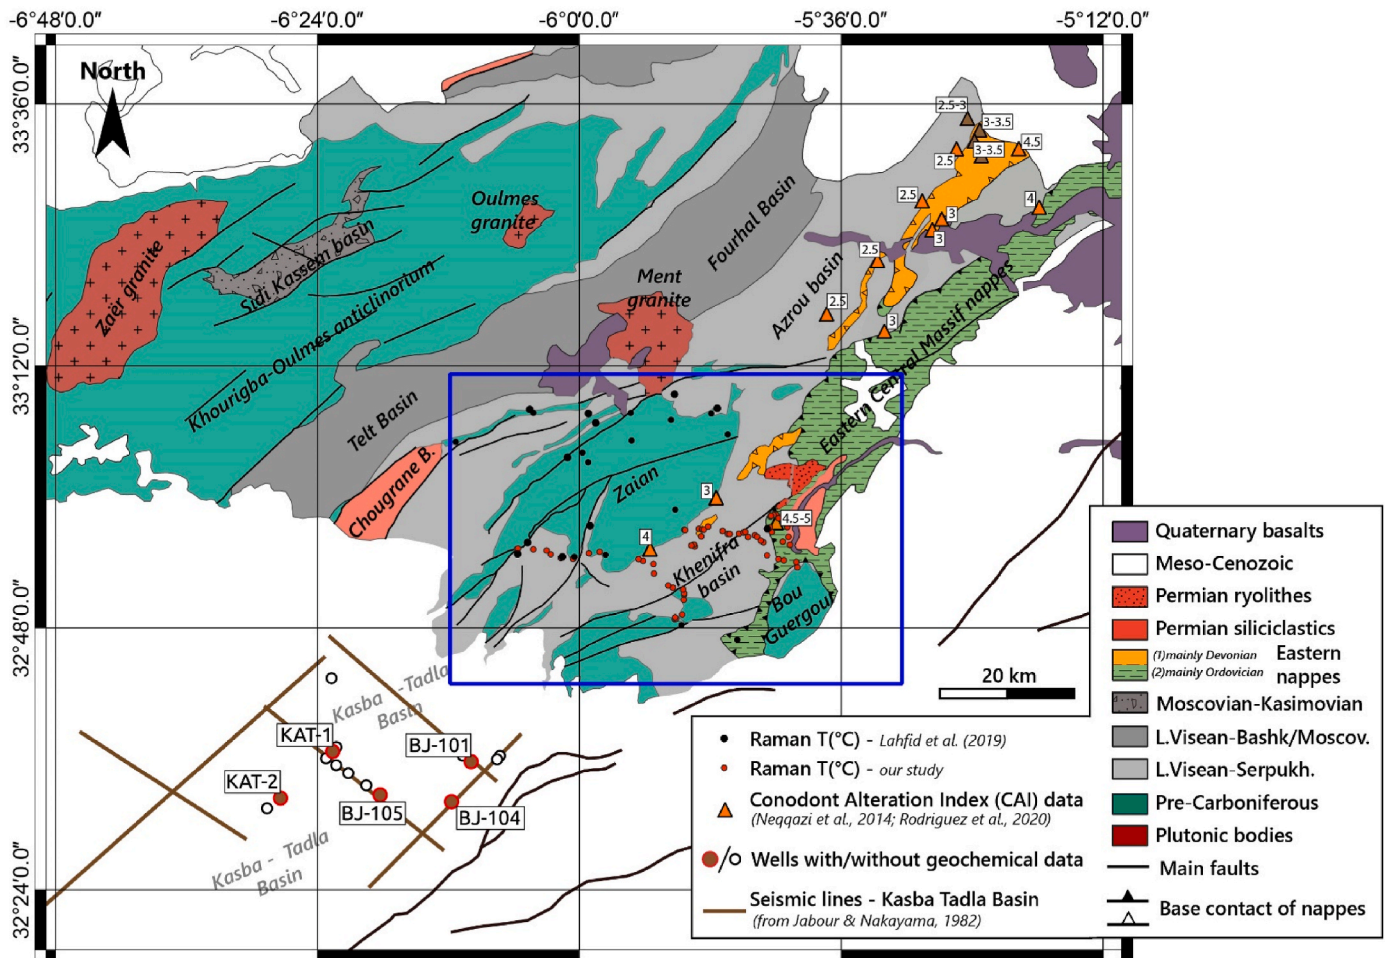 -6°48'0.0" -6°24'0.0" -6°00'0.0" -5°36'0.0" -5°12'0.0"
North
33°36'0.0"
33°12'0.0"
32°48'0.0"
32°24'0.0"
2.5-3
3-3.5
3-3.5
4.5
2.5
2.5
4
3
3
2.5
2.5
3
Oulmes
granite
Zaër granite
Sidi Kassem basin
Fourhal Basin
Ment
granite
Azrou basin
Khourigba-Oulmes anticlinorium
Eastern Central Massif nappes
Telt Basin
Chougrane B.
Zaian
3
4.5-5
4
Khenifra
basin
Bou
Guergour
20 km
Kasba -Tadla
Basin
KAT-1
BJ-101
KAT-2
BJ-105
BJ-104
Kasba - Tadla
Basin
Raman T(°C) - Lahfid et al. (2019)
Raman T(°C) - our study
Conodont Alteration Index (CAI) data
(Neqqazi et al., 2014; Rodriguez et al., 2020)
Wells with/without geochemical data
Seismic lines - Kasba Tadla Basin
(from Jabour & Nakayama, 1982)
Quaternary basalts
Meso-Cenozoic
Permian ryolithes
Permian siliciclastics
(1)mainly Devonian Eastern
(2)mainly Ordovician nappes
Moscovian-Kasimovian
L.Visean-Bashk/Moscov.
L.Visean-Serpukh.
Pre-Carboniferous
Plutonic bodies
Main faults
Base contact of nappes